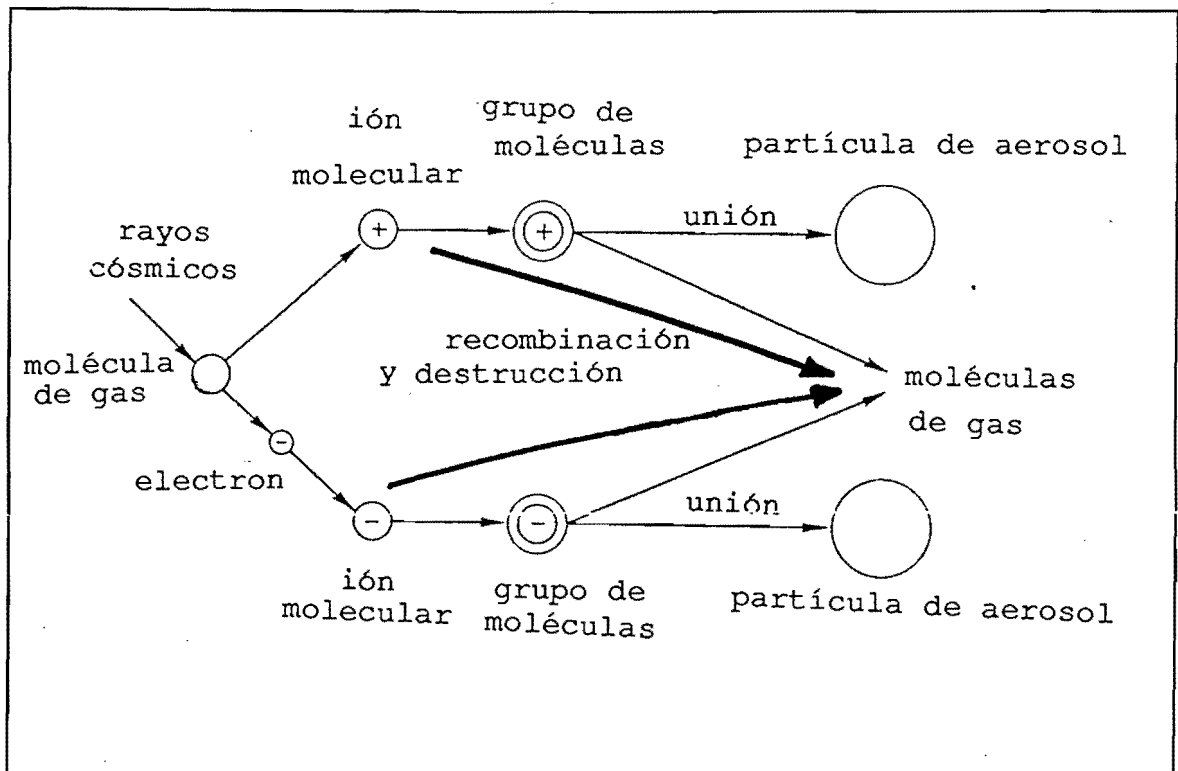 ión
molecular
grupo de
moléculas
partícula de aerosol
+
+
unión
rayos
cósmicos
recombinación
y destrucción
molécula
de gas
moléculas
de gas
−
electron
−
−
unión
ión
molecular
grupo de
moléculas
partícula de aerosol